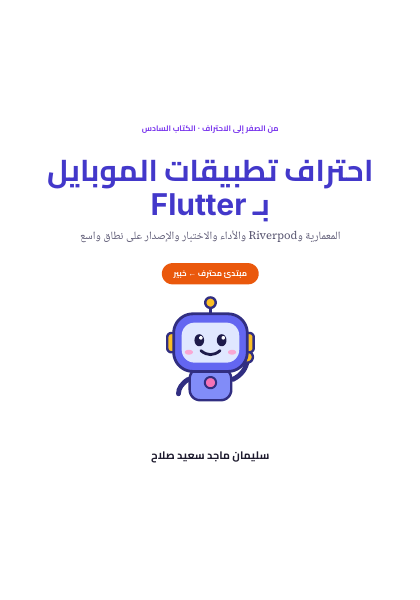 من الصفر إلى الاحتراف · الكتاب السادس
احتراف تطبيقات الموبايل
بـ Flutter
المعمارية وRiverpod والأداء والاختبار والإصدار على نطاق واسع
مبتدئ محترف ← خبير
سليمان ماجد سعيد صلاح